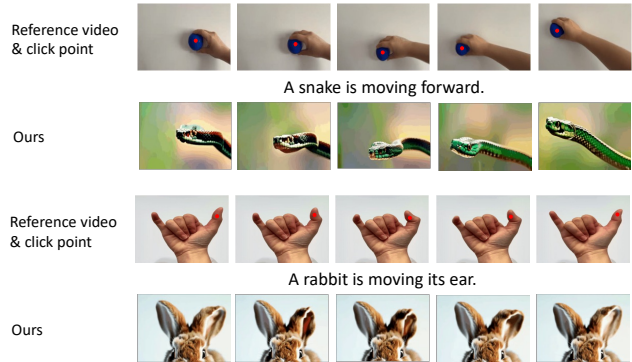 Reference video
& click point
A snake is moving forward.
Ours
Reference video
& click point
A rabbit is moving its ear.
Ours